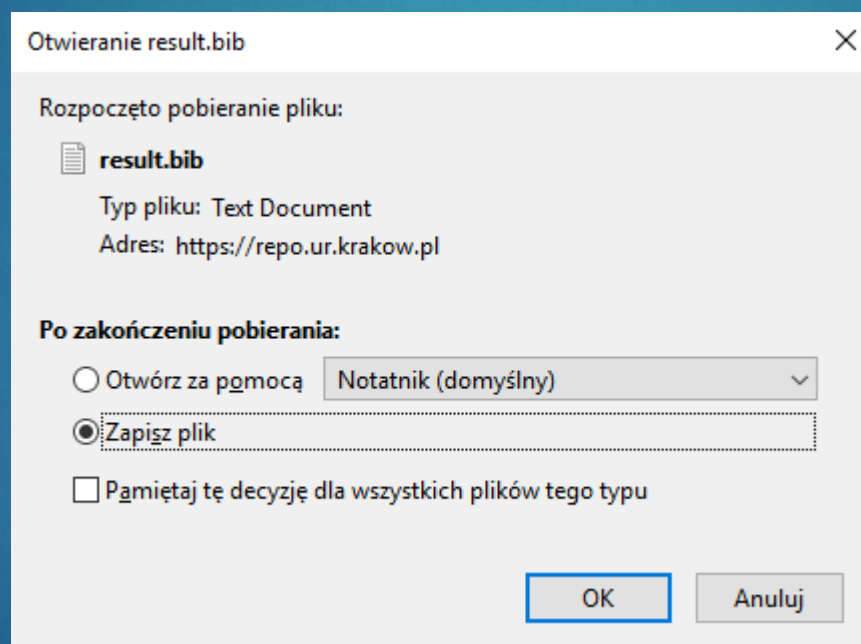 Otwieranie result.bib
Rozpoczęto pobieranie pliku:
result.bib
Typ pliku: Text Document
Adres: https://repo.ur.krakow.pl
Po zakończeniu pobierania:
Otwórz za pomocą Notatnik (domyślny)
Zapisz plik
Pamiętaj tę decyzję dla wszystkich plików tego typu
OK Anuluj